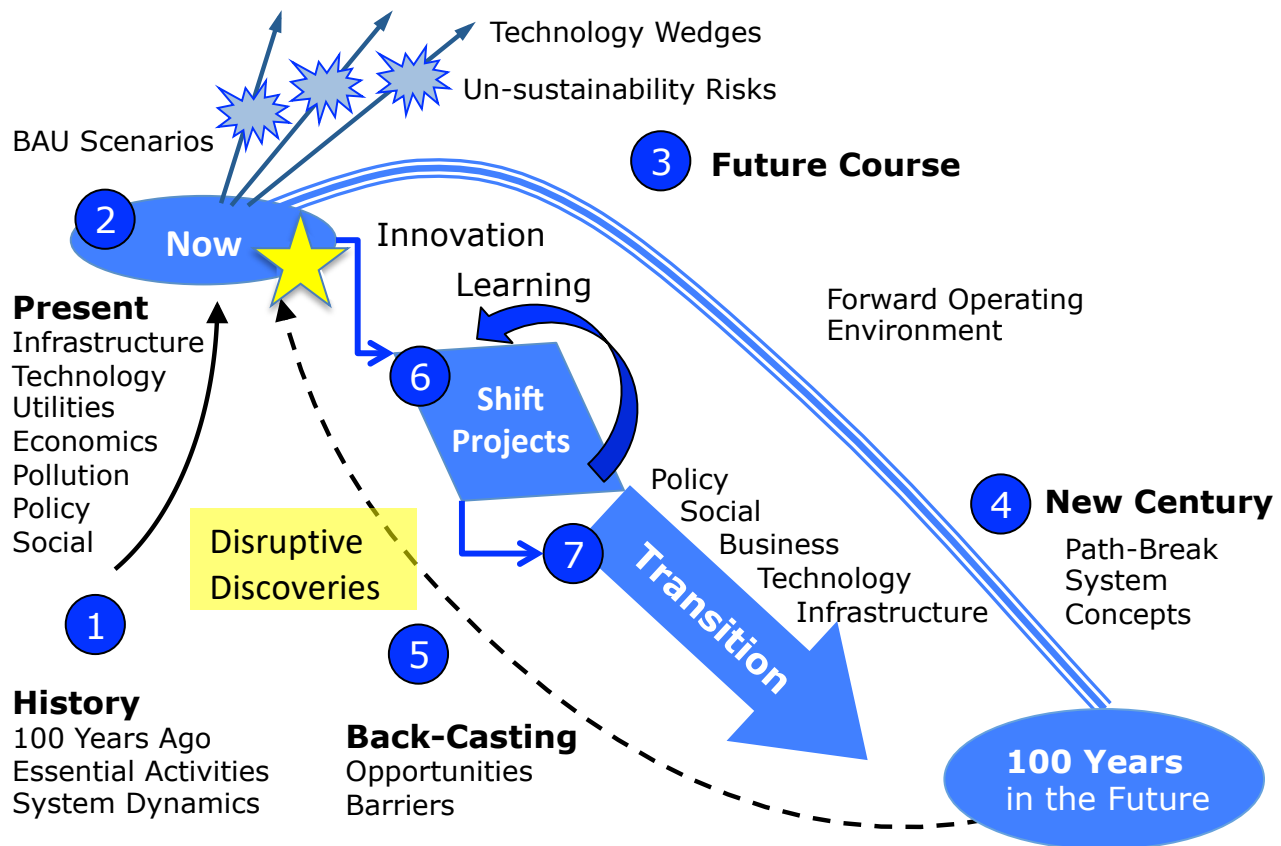 Technology Wedges
Un-sustainability Risks
BAU Scenarios
3
Future Course
2
Now
Innovation
Learning
Present
Infrastructure
Technology
Utilities
Economics
Pollution
Policy
Social
Forward Operating
Environment
6
Shift
Projects
Disruptive
Discoveries
7
Transition
Policy
Social
Business
Technology
Infrastructure
4
New Century
Path-Break
System
Concepts
1
History
100 Years Ago
Essential Activities
System Dynamics
5
Back-Casting
Opportunities
Barriers
100 Years
in the Future